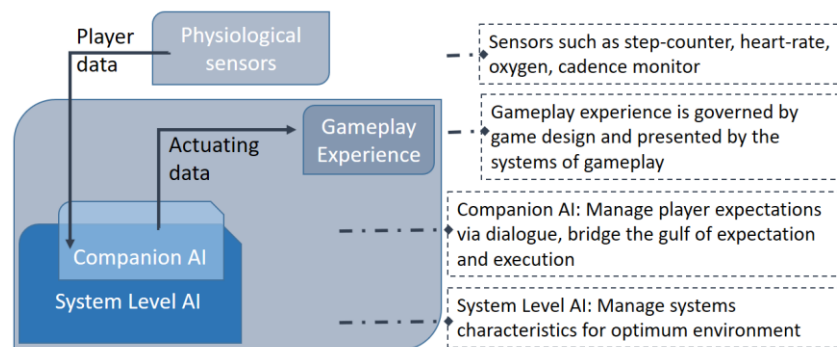 Player
data
Physiological
sensors
Sensors such as step-counter, heart-rate,
oxygen, cadence monitor
Actuating
data
Gameplay
Experience
Gameplay experience is governed by
game design and presented by the
systems of gameplay
Companion AI
System Level AI
Companion AI: Manage player expectations
via dialogue, bridge the gulf of expectation
and execution
System Level AI: Manage systems
characteristics for optimum environment